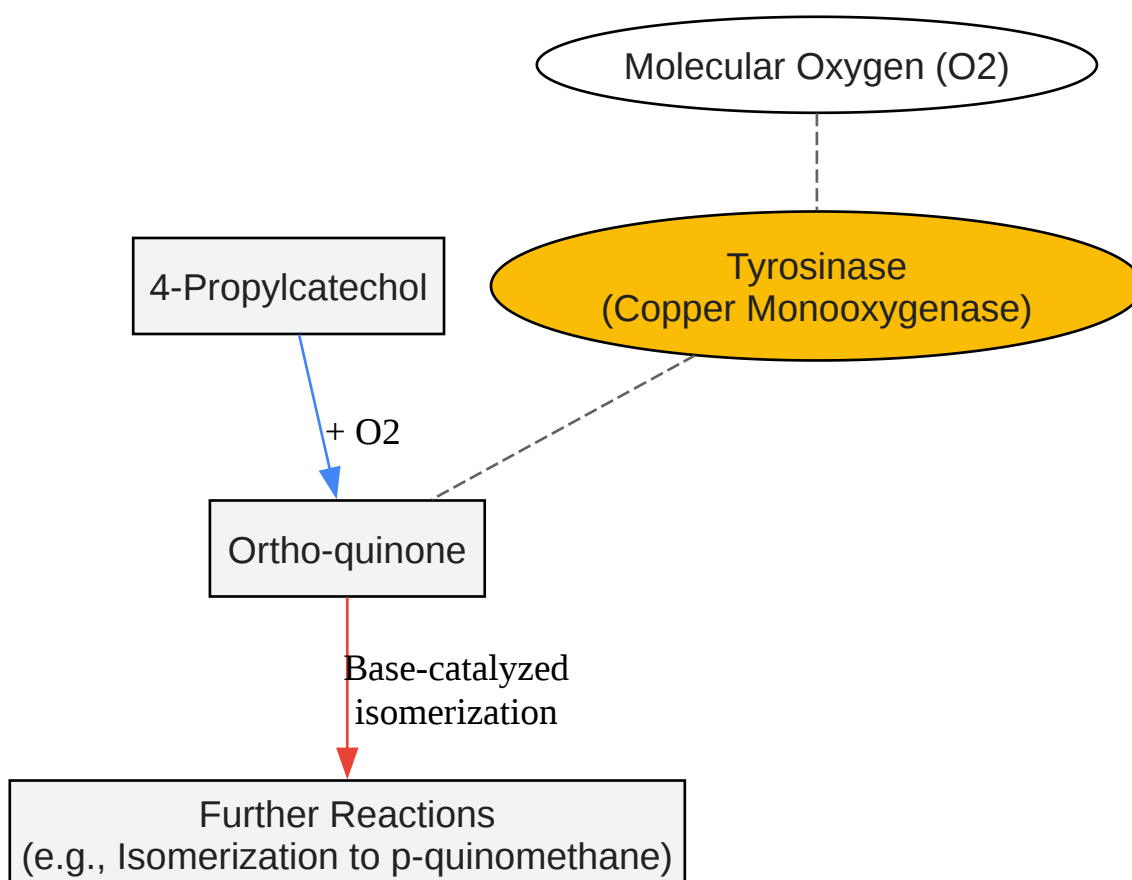 Molecular Oxygen (O2)
4-Propylcatechol
Tyrosinase
(Copper Monooxygenase)
+ O2
Ortho-quinone
Base-catalyzed
isomerization
Further Reactions
(e.g., Isomerization to p-quinomethane)